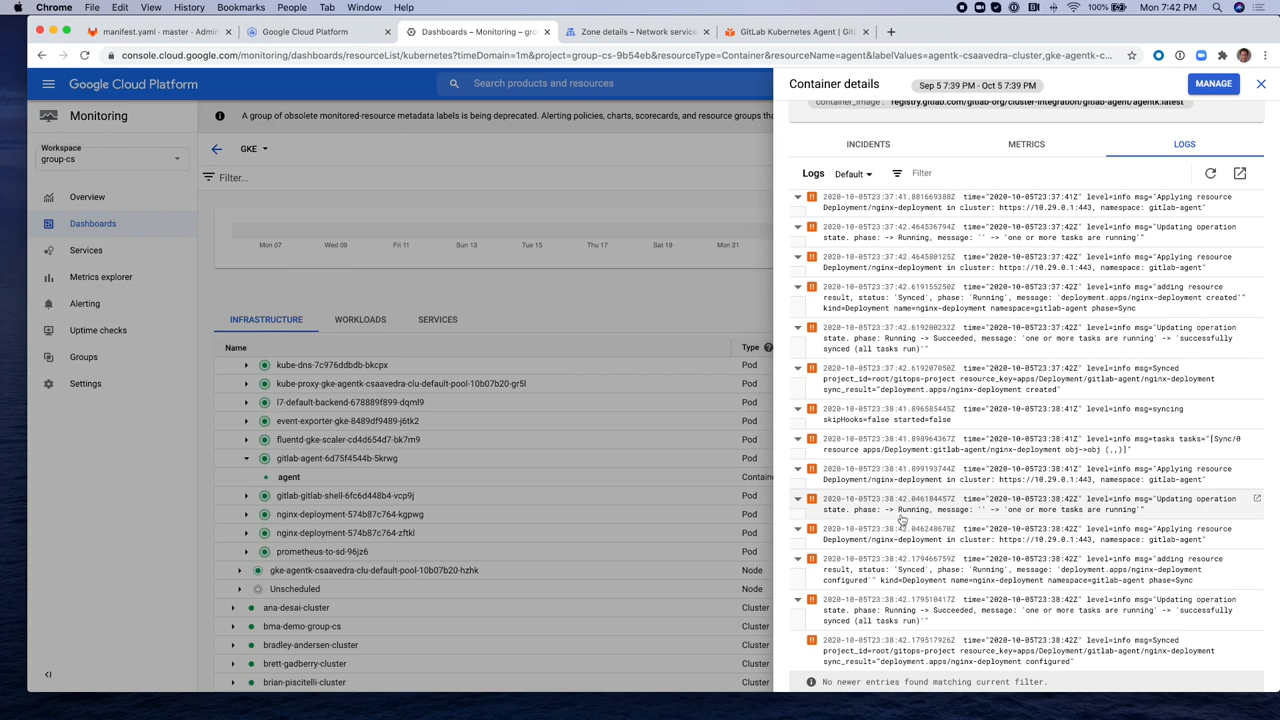 Chrome File Edit View History Bookmarks People Tab Window Help
100% Mon 7:42 PM
manifest.yaml · master · Admin
Google Cloud Platform
Dashboards – Monitoring – gro
Zone details – Network service
GitLab Kubernetes Agent | GitL
console.cloud.google.com/monitoring/dashboards/resourceList/kubernetes?timeDomain=1m&project=group-cs-9b54eb&resourceType=Container&resourceName=agent&labelValues=agentk-csaavedra-cluster,gke-agentk-c...
Google Cloud Platform
Search products and resources
Monitoring
Workspace
group-cs
Overview
Dashboards
Services
Metrics explorer
Alerting
Uptime checks
Groups
Settings
A group of obsolete monitored-resource metadata labels is being deprecated. Alerting policies, charts, scorecards, and resource groups tha
GKE
Filter...
Mon 07 Wed 09 Fri 11 Sun 13 Tue 15 Thu 17 Sat 19 Mon 21
INFRASTRUCTURE WORKLOADS SERVICES
Name Type
kube-dns-7c976ddbdb-bkcpx Pod
kube-proxy-gke-agentk-csaavedra-clu-default-pool-10b07b20-gr5l Pod
l7-default-backend-678889f899-dqml9 Pod
event-exporter-gke-8489df9489-j6tk2 Pod
fluentd-gke-scaler-cd4d654d7-bk7m9 Pod
gitlab-agent-6d75f4544b-5krwg Pod
agent Container
gitlab-gitlab-shell-6fc6d448b4-vcp9j Pod
nginx-deployment-574b87c764-kgpwg Pod
nginx-deployment-574b87c764-zftkl Pod
prometheus-to-sd-96jz6 Pod
gke-agentk-csaavedra-clu-default-pool-10b07b20-hzhk Node
Unscheduled Node
ana-desai-cluster Cluster
bma-demo-group-cs Cluster
bradley-andersen-cluster Cluster
brett-gadberry-cluster Cluster
brian-piscitelli-cluster Cluster
Container details
Sep 5 7:39 PM - Oct 5 7:39 PM
MANAGE
container_image : registry.gitlab.com/gitlab-org/cluster-integration/gitlab-agent/agentk:latest
INCIDENTS METRICS LOGS
Logs Default Filter
2020-10-05T23:37:41.881669388Z time="2020-10-05T23:37:41Z" level=info msg="Applying resource
Deployment/nginx-deployment in cluster: https://10.29.0.1:443, namespace: gitlab-agent"
2020-10-05T23:37:42.464536794Z time="2020-10-05T23:37:42Z" level=info msg="Updating operation
state. phase: -> Running, message: '' -> 'one or more tasks are running'"
2020-10-05T23:37:42.464580125Z time="2020-10-05T23:37:42Z" level=info msg="Applying resource
Deployment/nginx-deployment in cluster: https://10.29.0.1:443, namespace: gitlab-agent"
2020-10-05T23:37:42.619155250Z time="2020-10-05T23:37:42Z" level=info msg="adding resource
result, status: 'Synced', phase: 'Running', message: 'deployment.apps/nginx-deployment created'"
kind=Deployment name=nginx-deployment namespace=gitlab-agent phase=Sync
2020-10-05T23:37:42.619200232Z time="2020-10-05T23:37:42Z" level=info msg="Updating operation
state. phase: Running -> Succeeded, message: 'one or more tasks are running' -> 'successfully
synced (all tasks run)'"
2020-10-05T23:37:42.619207050Z time="2020-10-05T23:37:42Z" level=info msg=Synced
project_id=root/gitops-project resource_key=apps/Deployment/gitlab-agent/nginx-deployment
sync_result="deployment.apps/nginx-deployment created"
2020-10-05T23:38:41.896585445Z time="2020-10-05T23:38:41Z" level=info msg=syncing
skipHooks=false started=false
2020-10-05T23:38:41.898964367Z time="2020-10-05T23:38:41Z" level=info msg=tasks tasks="[Sync/0
resource apps/Deployment:gitlab-agent/nginx-deployment obj->obj (,,)]"
2020-10-05T23:38:41.899193744Z time="2020-10-05T23:38:41Z" level=info msg="Applying resource
Deployment/nginx-deployment in cluster: https://10.29.0.1:443, namespace: gitlab-agent"
2020-10-05T23:38:42.046184457Z time="2020-10-05T23:38:42Z" level=info msg="Updating operation
state. phase: -> Running, message: '' -> 'one or more tasks are running'"
2020-10-05T23:38:42.046248670Z time="2020-10-05T23:38:42Z" level=info msg="Applying resource
Deployment/nginx-deployment in cluster: https://10.29.0.1:443, namespace: gitlab-agent"
2020-10-05T23:38:42.179466759Z time="2020-10-05T23:38:42Z" level=info msg="adding resource
result, status: 'Synced', phase: 'Running', message: 'deployment.apps/nginx-deployment
configured'" kind=Deployment name=nginx-deployment namespace=gitlab-agent phase=Sync
2020-10-05T23:38:42.179510417Z time="2020-10-05T23:38:42Z" level=info msg="Updating operation
state. phase: Running -> Succeeded, message: 'one or more tasks are running' -> 'successfully
synced (all tasks run)'"
2020-10-05T23:38:42.179517926Z time="2020-10-05T23:38:42Z" level=info msg=Synced
project_id=root/gitops-project resource_key=apps/Deployment/gitlab-agent/nginx-deployment
sync_result="deployment.apps/nginx-deployment configured"
No newer entries found matching current filter.